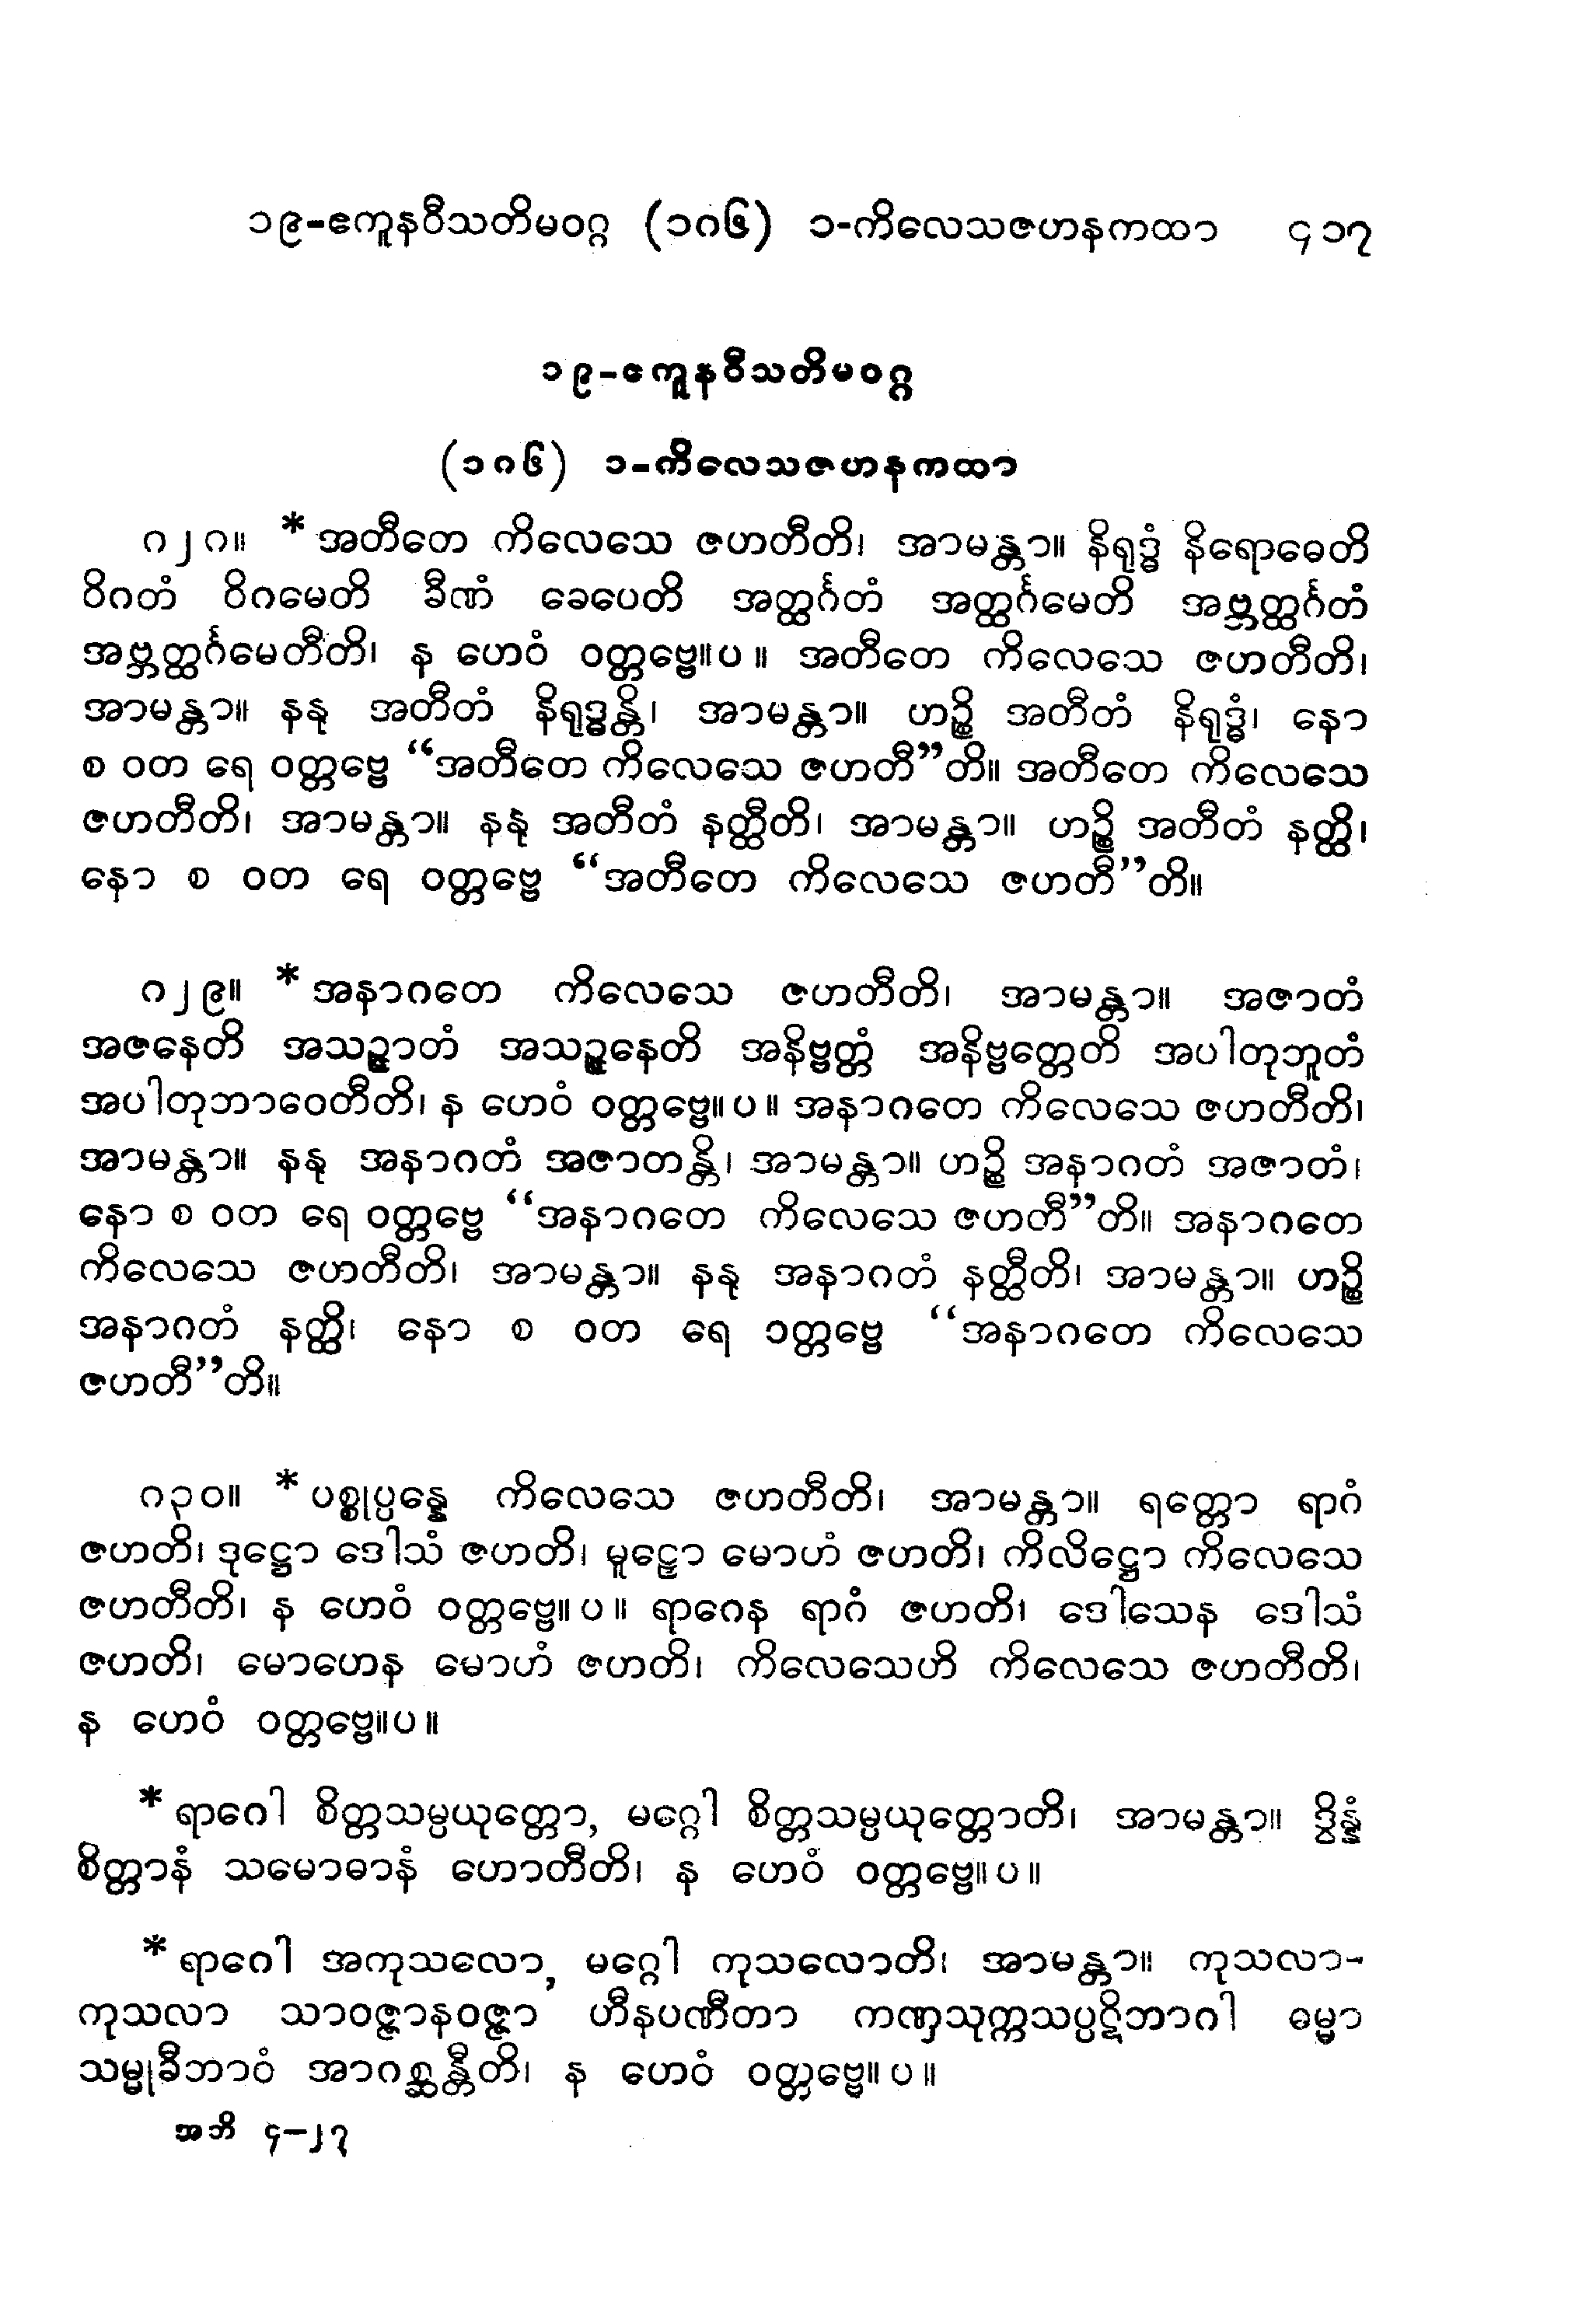 ၁၉-ဧကူနဝီသတိမဝဂ္ဂ (၁၈၆) ၁-ကိလေသဇဟနကထာ ၄၁၇
၁၉-ဧကူနဝီသတိမဝဂ္ဂ
(၁၈၆) ၁-ကိလေသဇဟနကထာ
၈၂၈။ *အတီတေ ကိလေသေ ဇဟတီတိ၊ အာမန္တာ။ နိရုဒ္ဓံ နိရောဓေတိ
ဝိဂတံ ဝိဂမေတိ ခီဏံ ခေပေတိ အတ္ထင်္ဂတံ အတ္ထင်္ဂမေတိ အဗ္ဘတ္ထင်္ဂတံ
အဗ္ဘတ္ထင်္ဂမေတီတိ၊ န ဟေဝံ ဝတ္တဗ္ဗေ။ပ။ အတီတေ ကိလေသေ ဇဟတီတိ၊
အာမန္တာ။ နနု အတီတံ နိရုဒ္ဓန္တိ၊ အာမန္တာ။ ဟဉ္စိ အတီတံ နိရုဒ္ဓံ၊ နော
စ ဝတ ရေ ဝတ္တဗ္ဗေ “အတီတေ ကိလေသေ ဇဟတီ”တိ။ အတီတေ ကိလေသေ
ဇဟတီတိ၊ အာမန္တာ။ နနု အတီတံ နတ္ထီတိ၊ အာမန္တာ။ ဟဉ္စိ အတီတံ နတ္ထိ၊
နော စ ဝတ ရေ ဝတ္တဗ္ဗေ “အတီတေ ကိလေသေ ဇဟတီ”တိ။
၈၂၉။ *အနာဂတေ ကိလေသေ ဇဟတီတိ၊ အာမန္တာ။ အဇာတံ
အဇနေတိ အသဉ္ဇာတံ အသဉ္ဇနေတိ အနိဗ္ဗတ္တံ အနိဗ္ဗတ္တေတိ အပါတုဘူတံ
အပါတုဘာဝေတီတိ၊ န ဟေဝံ ဝတ္တဗ္ဗေ။ပ။ အနာဂတေ ကိလေသေ ဇဟတီတိ၊
အာမန္တာ။ နနု အနာဂတံ အဇာတန္တိ၊ အာမန္တာ။ ဟဉ္စိ အနာဂတံ အဇာတံ၊
နော စ ဝတ ရေ ဝတ္တဗ္ဗေ “အနာဂတေ ကိလေသေ ဇဟတီ”တိ။ အနာဂတေ
ကိလေသေ ဇဟတီတိ၊ အာမန္တာ။ နနု အနာဂတံ နတ္ထီတိ၊ အာမန္တာ။ ဟဉ္စိ
အနာဂတံ နတ္ထိ၊ နော စ ဝတ ရေ ဝတ္တဗ္ဗေ “အနာဂတေ ကိလေသေ
ဇဟတီ”တိ။
၈၃၀။ *ပစ္စုပ္ပန္နေ ကိလေသေ ဇဟတီတိ၊ အာမန္တာ။ ရတ္တော ရာဂံ
ဇဟတိ၊ ဒုဋ္ဌော ဒေါသံ ဇဟတိ၊ မူဠှော မောဟံ ဇဟတိ၊ ကိလိဋ္ဌော ကိလေသေ
ဇဟတီတိ၊ န ဟေဝံ ဝတ္တဗ္ဗေ။ပ။ ရာဂေန ရာဂံ ဇဟတိ၊ ဒေါသေန ဒေါသံ
ဇဟတိ၊ မောဟေန မောဟံ ဇဟတိ၊ ကိလေသေဟိ ကိလေသေ ဇဟတီတိ၊
န ဟေဝံ ဝတ္တဗ္ဗေ။ပ။
*ရာဂေါ စိတ္တသမ္ပယုတ္တော, မဂ္ဂေါ စိတ္တသမ္ပယုတ္တောတိ၊ အာမန္တာ။ ဒွိန္နံ
စိတ္တာနံ သမောဓာနံ ဟောတီတိ၊ န ဟေဝံ ဝတ္တဗ္ဗေ။ပ။
*ရာဂေါ အကုသလော, မဂ္ဂေါ ကုသလောတိ၊ အာမန္တာ။ ကုသလာ-
ကုသလာ သာဝဇ္ဇာနဝဇ္ဇာ ဟီနပဏီတာ ကဏှသုက္ကသပ္ပဋိဘာဂါ ဓမ္မာ
သမ္မုခီဘာဝံ အာဂစ္ဆန္တီတိ၊ န ဟေဝံ ဝတ္တဗ္ဗေ။ပ။
အဘိ ၄-၂၇